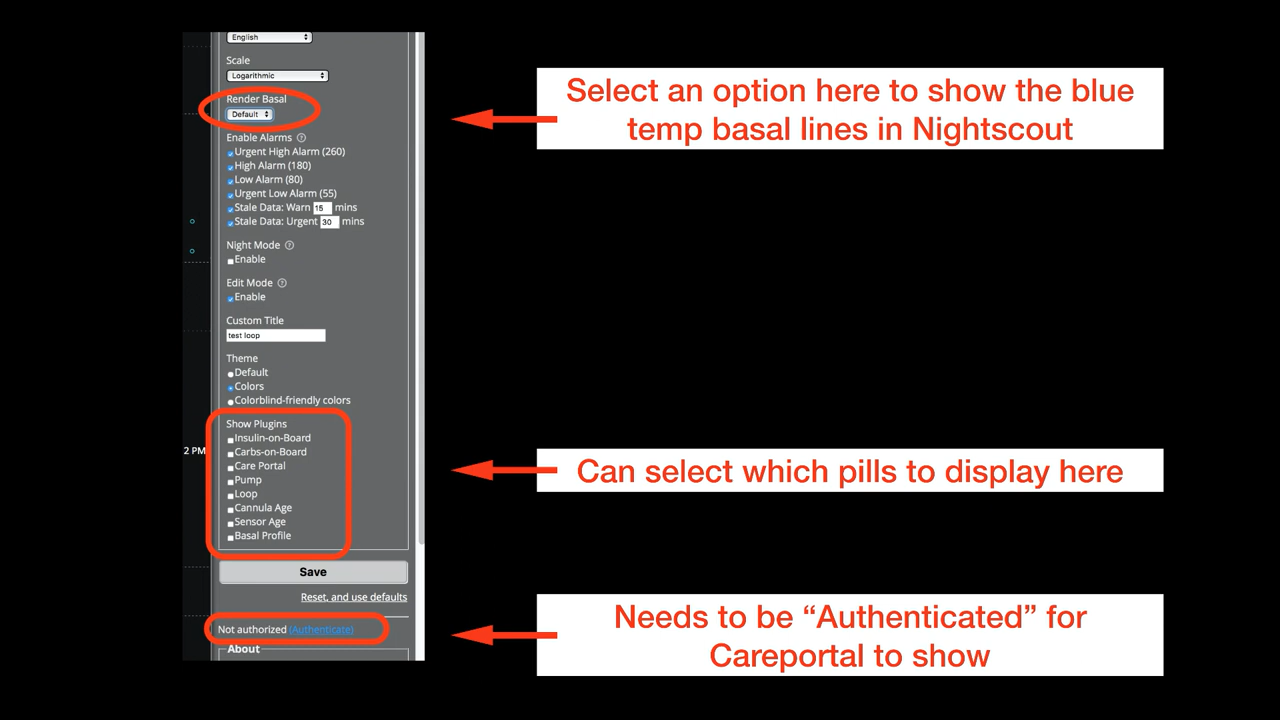 English
Scale
Logarithmic
Render Basal
Default
Select an option here to show the blue
temp basal lines in Nightscout
Enable Alarms ?
Urgent High Alarm (260)
High Alarm (180)
Low Alarm (80)
Urgent Low Alarm (55)
Stale Data: Warn 15 mins
Stale Data: Urgent 30 mins
Night Mode ?
Enable
Edit Mode ?
Enable
Custom Title
test loop
Theme
Default
Colors
Colorblind-friendly colors
Show Plugins
Insulin-on-Board
2 PM
Carbs-on-Board
Care Portal
Pump
Loop
Cannula Age
Sensor Age
Basal Profile
Can select which pills to display here
Save
Reset, and use defaults
Not authorized (Authenticate)
About
Needs to be “Authenticated” for
Careportal to show